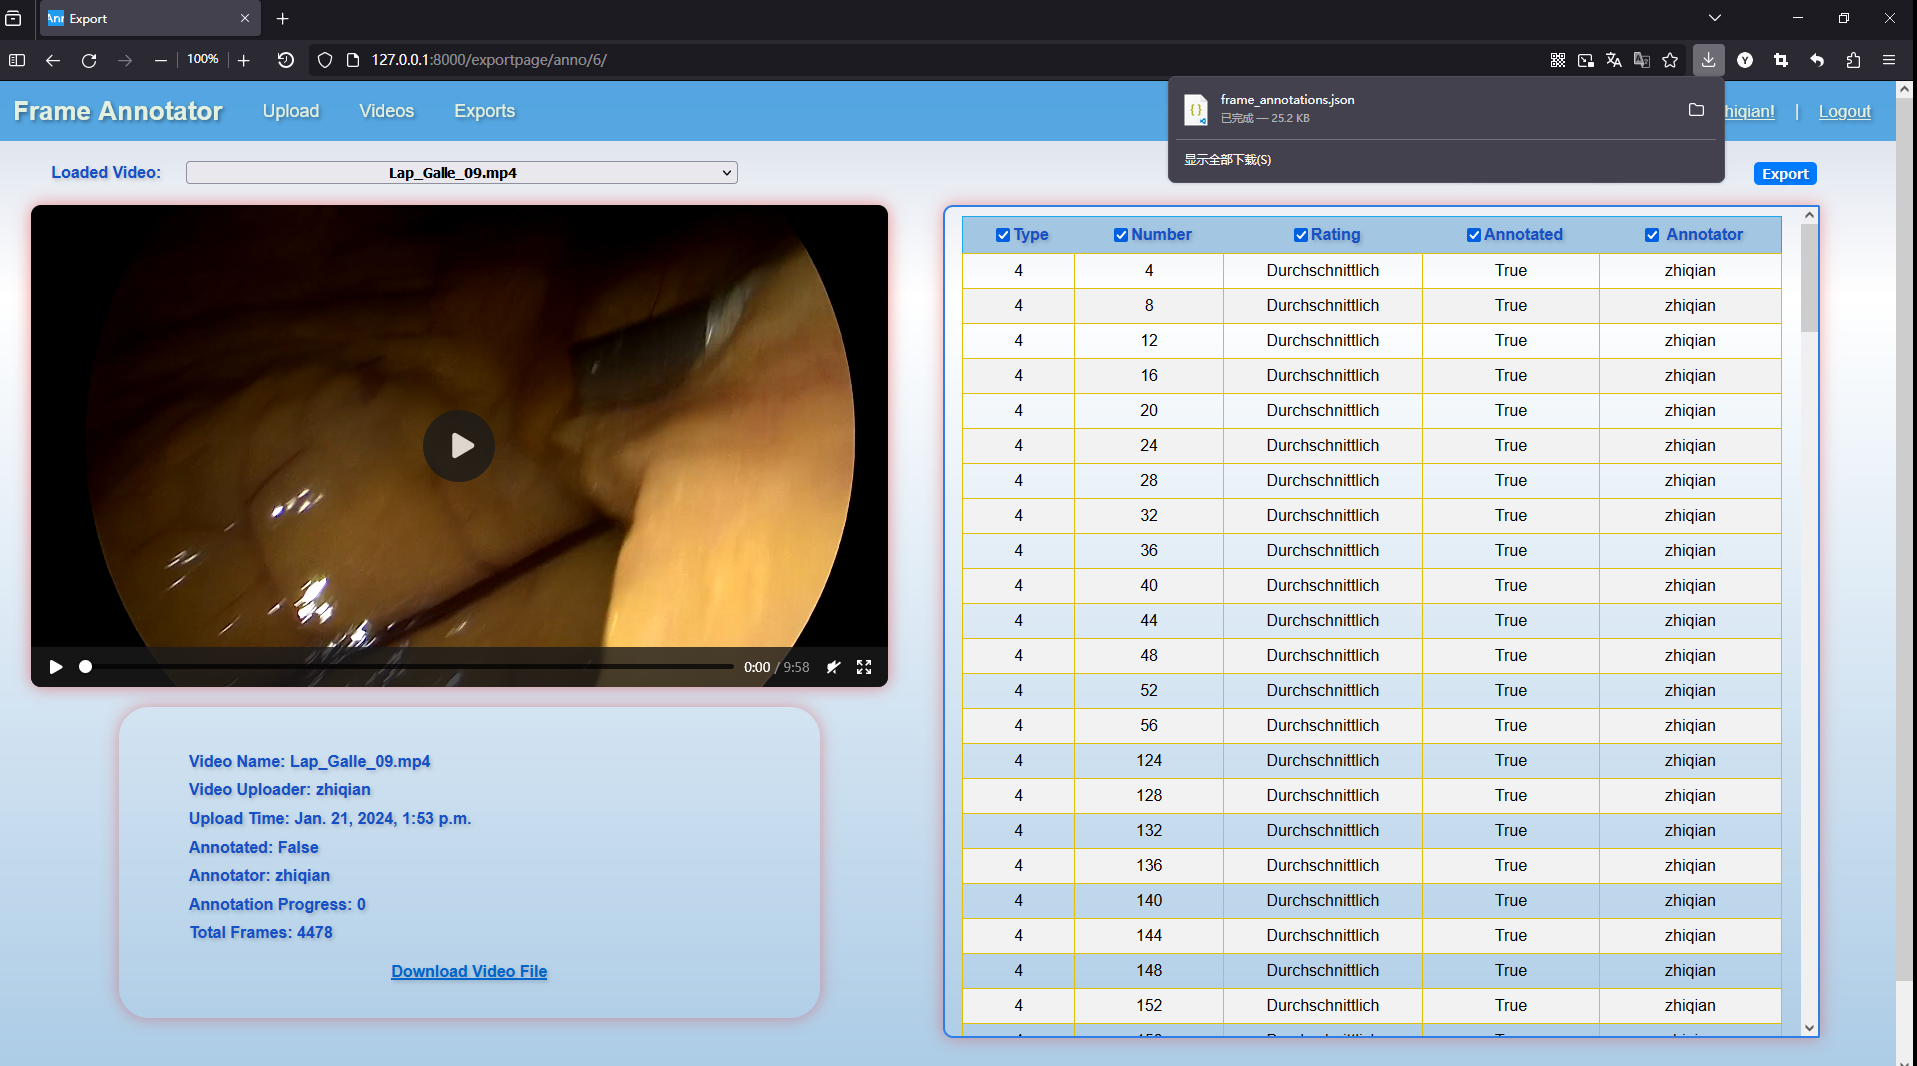 Export
100%
127.0.0.1:8000/exportpage/anno/6/
frame_annotations.json
已完成 — 25.2 KB
显示全部下载(S)
Frame Annotator Upload Videos Exports hiqian! | Logout
Loaded Video: Lap_Galle_09.mp4 Export
0:00 / 9:58
Video Name: Lap_Galle_09.mp4
Video Uploader: zhiqian
Upload Time: Jan. 21, 2024, 1:53 p.m.
Annotated: False
Annotator: zhiqian
Annotation Progress: 0
Total Frames: 4478
Download Video File
Type Number Rating Annotated Annotator
4 4 Durchschnittlich True zhiqian
4 8 Durchschnittlich True zhiqian
4 12 Durchschnittlich True zhiqian
4 16 Durchschnittlich True zhiqian
4 20 Durchschnittlich True zhiqian
4 24 Durchschnittlich True zhiqian
4 28 Durchschnittlich True zhiqian
4 32 Durchschnittlich True zhiqian
4 36 Durchschnittlich True zhiqian
4 40 Durchschnittlich True zhiqian
4 44 Durchschnittlich True zhiqian
4 48 Durchschnittlich True zhiqian
4 52 Durchschnittlich True zhiqian
4 56 Durchschnittlich True zhiqian
4 124 Durchschnittlich True zhiqian
4 128 Durchschnittlich True zhiqian
4 132 Durchschnittlich True zhiqian
4 136 Durchschnittlich True zhiqian
4 140 Durchschnittlich True zhiqian
4 144 Durchschnittlich True zhiqian
4 148 Durchschnittlich True zhiqian
4 152 Durchschnittlich True zhiqian